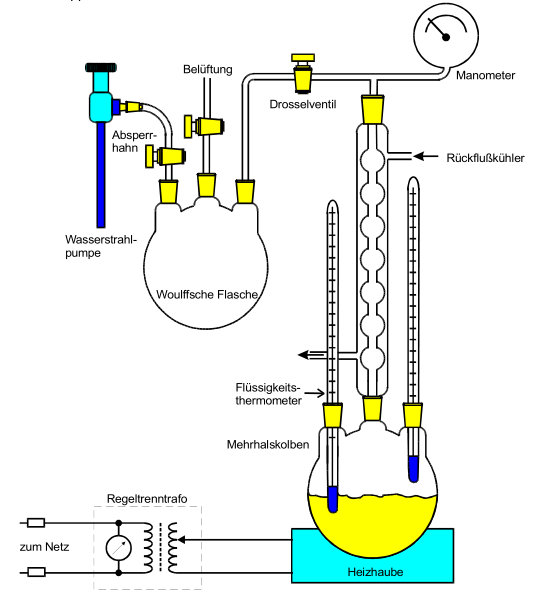 Manometer
Belüftung
Drosselventil
Absperr-
hahn
Rückflußkühler
Wasserstrahl-
pumpe
Woulffsche Flasche
Flüssigkeits-
thermometer
Mehrhalskolben
Regeltrenntrafo
zum Netz
Heizhaube